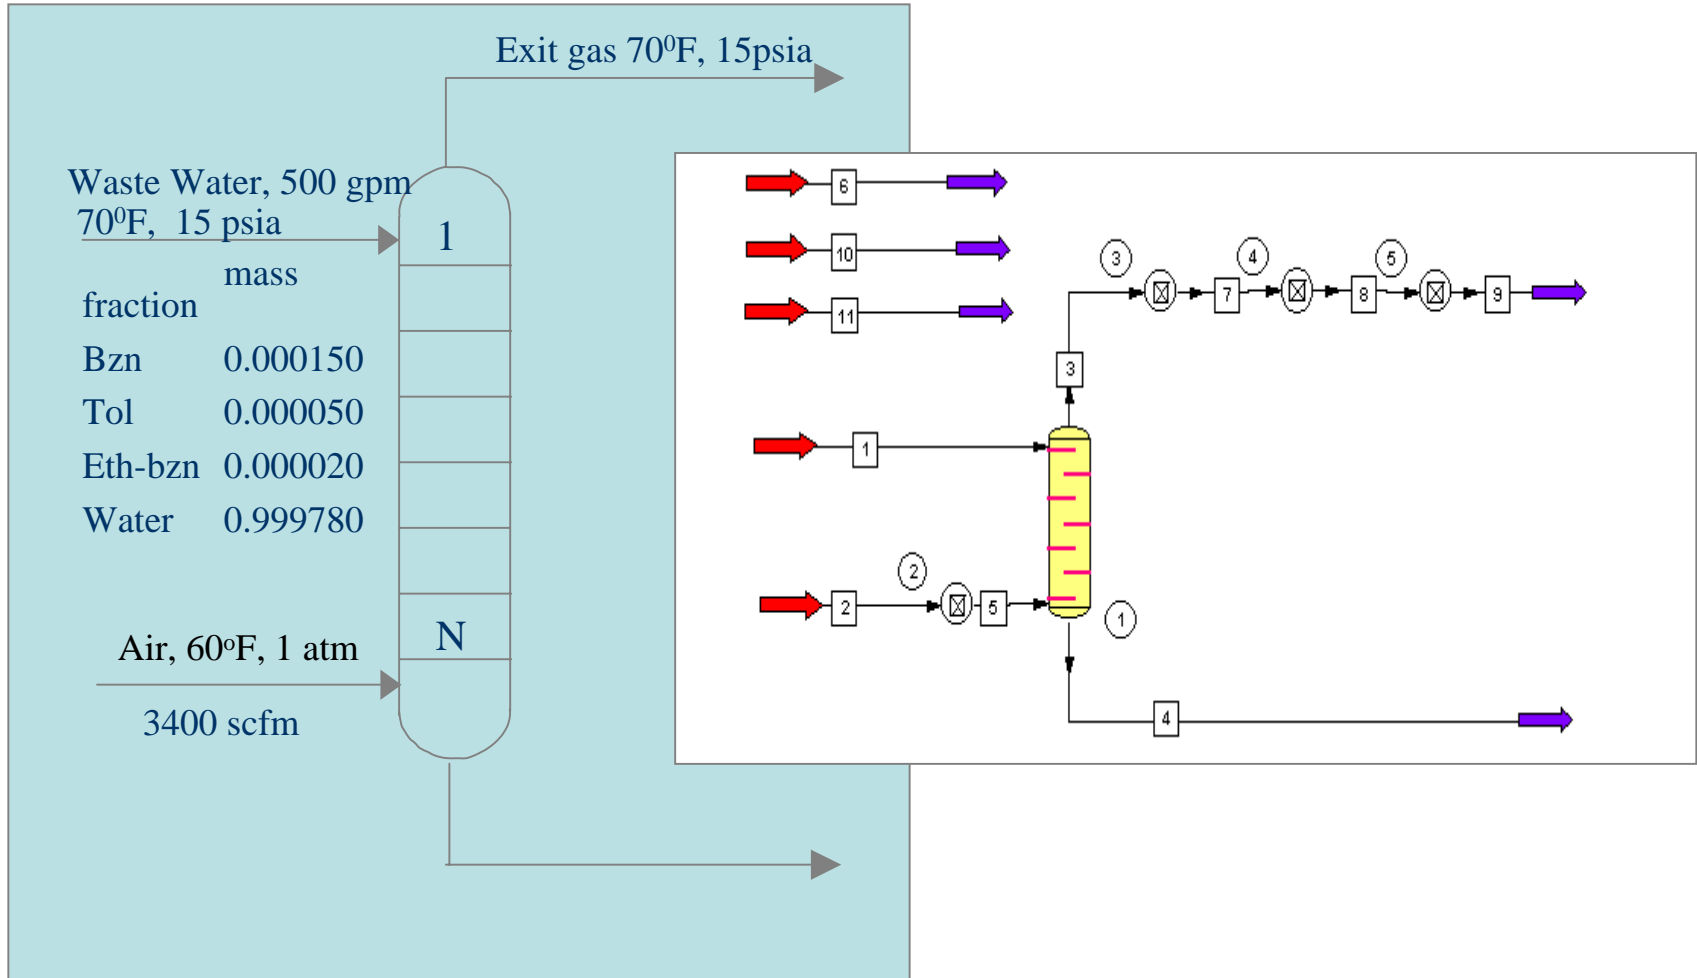 Exit gas 70⁰F, 15psia
Waste Water, 500 gpm
70⁰F, 15 psia
1
mass
fraction
Bzn 0.000150
Tol 0.000050
Eth-bzn 0.000020
Water 0.999780
N
Air, 60ᵒF, 1 atm
3400 scfm
6
10
11
3
4
5
7
8
9
3
1
2
2
5
1
4